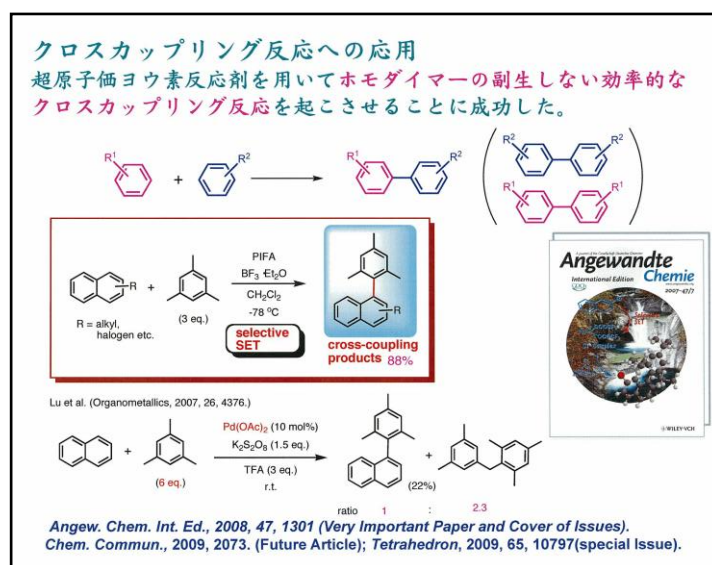 クロスカップリング反応への応用
超原子価ヨウ素反応剤を用いてホモダイマーの副生しない効率的な
クロスカップリング反応を起こさせることに成功した。
R1
+
R2
R1
R2
R2
R2
R1
R1
R
R = alkyl,
halogen etc.
+
(3 eq.)
PIFA
BF3·Et2O
CH2Cl2
-78 ºC
selective
SET
R
cross-coupling
products 88%
Angewandte
International Edition
Chemie
2008-47/7
WILEY-VCH
Lu et al. (Organometallics, 2007, 26, 4376.)
+
(6 eq.)
Pd(OAc)2 (10 mol%)
K2S2O8 (1.5 eq.)
TFA (3 eq.)
r.t.
(22%)
+
ratio 1 : 2.3
Angew. Chem. Int. Ed., 2008, 47, 1301 (Very Important Paper and Cover of Issues).
Chem. Commun., 2009, 2073. (Future Article); Tetrahedron, 2009, 65, 10797(special Issue).